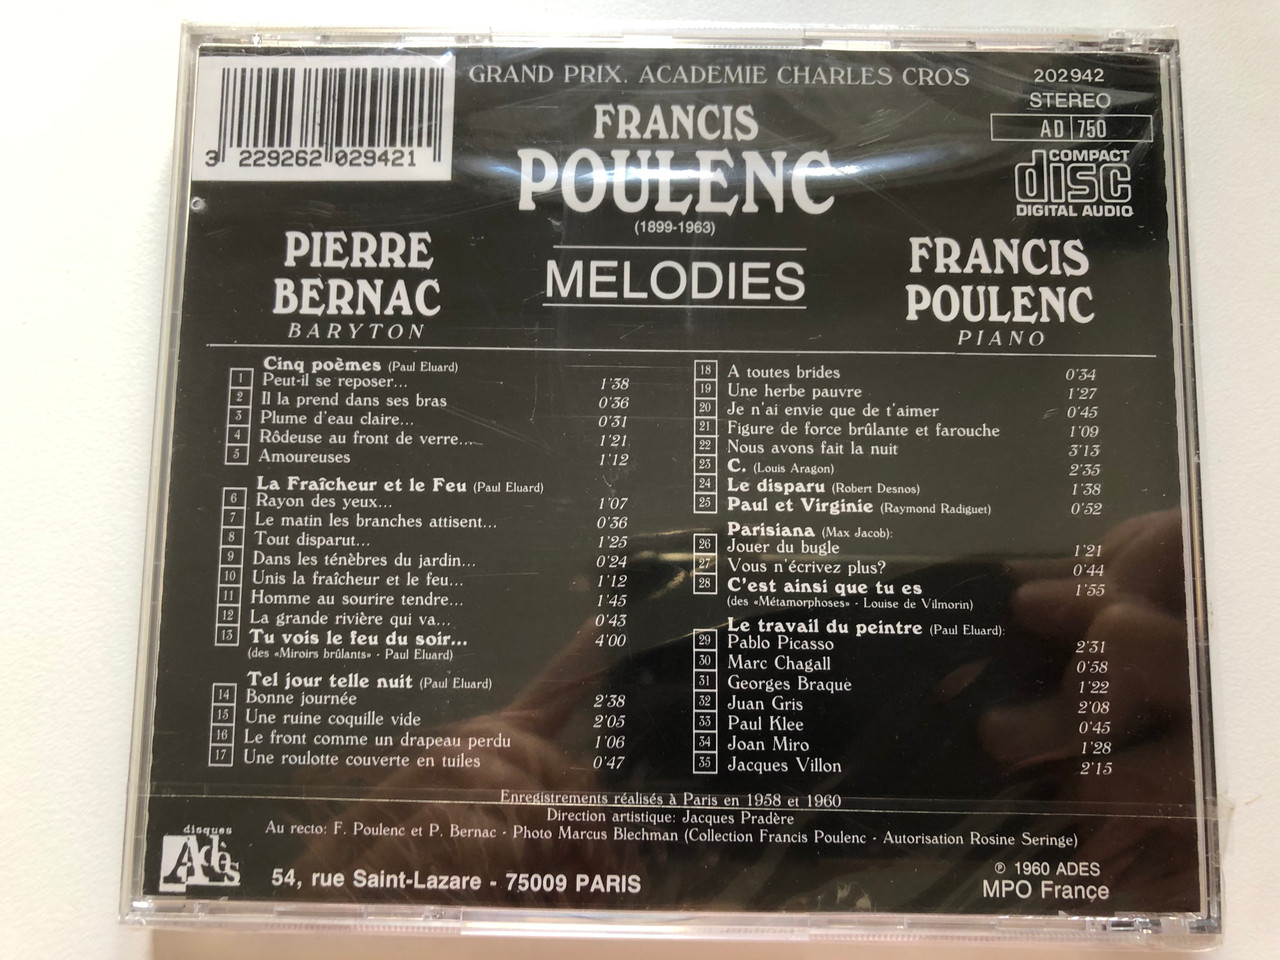 GRAND PRIX. ACADEMIE CHARLES CROS
202942
STEREO
AD 750
COMPACT
disc
DIGITAL AUDIO
3 229262 029421
FRANCIS
POULENC
(1899-1963)
MELODIES
PIERRE
BERNAC
BARYTON
FRANCIS
POULENC
PIANO
Cinq poèmes (Paul Eluard)
1 Peut-il se reposer... 1'38
2 Il la prend dans ses bras 0'36
3 Plume d'eau claire... 0'31
4 Rôdeuse au front de verre... 1'21
5 Amoureuses 1'12
La Fraîcheur et le Feu (Paul Eluard)
6 Rayon des yeux... 1'07
7 Le matin les branches attisent... 0'36
8 Tout disparut... 1'25
9 Dans les ténèbres du jardin... 0'24
10 Unis la fraîcheur et le feu... 1'12
11 Homme au sourire tendre... 1'45
12 La grande rivière qui va... 0'43
13 Tu vois le feu du soir... 4'00
(des «Miroirs brûlants» - Paul Eluard)
Tel jour telle nuit (Paul Eluard)
14 Bonne journée 2'38
15 Une ruine coquille vide 2'05
16 Le front comme un drapeau perdu 1'06
17 Une roulotte couverte en tuiles 0'47
18 A toutes brides 0'34
19 Une herbe pauvre 1'27
20 Je n'ai envie que de t'aimer 0'45
21 Figure de force brûlante et farouche 1'09
22 Nous avons fait la nuit 3'13
23 C. (Louis Aragon) 2'35
24 Le disparu (Robert Desnos) 1'38
25 Paul et Virginie (Raymond Radiguet) 0'52
Parisiana (Max Jacob):
26 Jouer du bugle 1'21
27 Vous n'écrivez plus? 0'44
28 C'est ainsi que tu es 1'55
(des «Métamorphoses» - Louise de Vilmorin)
Le travail du peintre (Paul Eluard):
29 Pablo Picasso 2'31
30 Marc Chagall 0'58
31 Georges Braque 1'22
32 Juan Gris 2'08
33 Paul Klee 0'45
34 Joan Miro 1'28
35 Jacques Villon 2'15
Enregistrements réalisés à Paris en 1958 et 1960
Direction artistique: Jacques Pradère
Au recto: F. Poulenc et P. Bernac - Photo Marcus Blechman (Collection Francis Poulenc - Autorisation Rosine Seringe)
disques
Adès
54, rue Saint-Lazare - 75009 PARIS
℗ 1960 ADES
MPO France